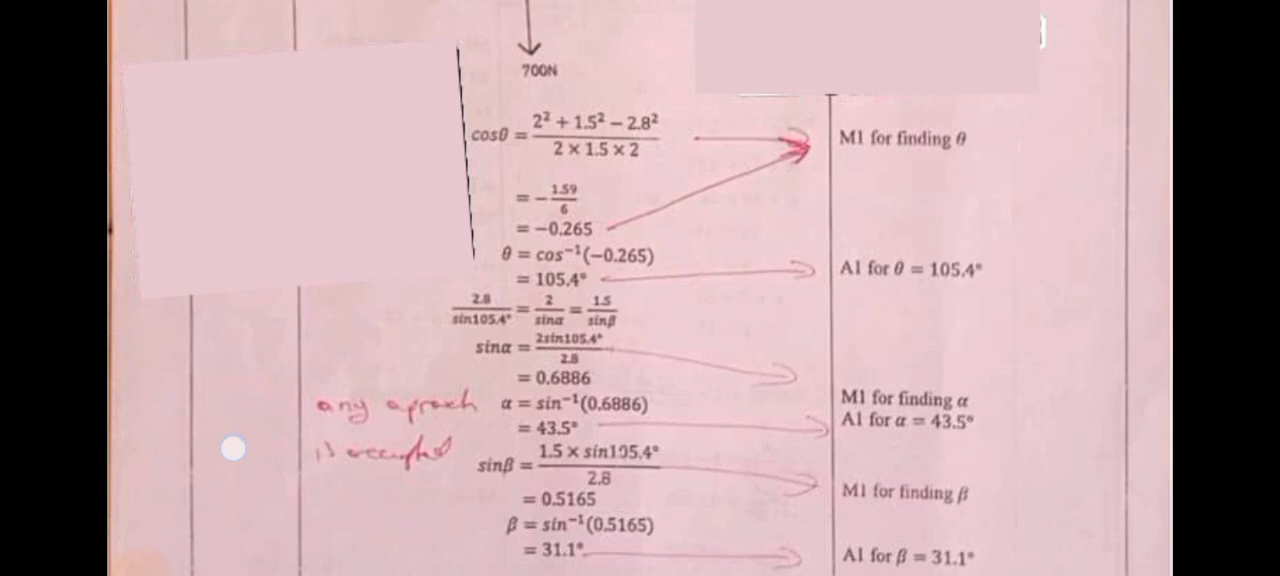 700N
cosθ = (2² + 1.5² − 2.8²) / (2 × 1.5 × 2)
M1 for finding θ
= − 1.59/6
= −0.265
θ = cos⁻¹(−0.265)
= 105.4°
A1 for θ = 105.4°
2.8/sin105.4° = 2/sinα = 1.5/sinβ
sinα = 2sin105.4°/2.8
= 0.6886
any aproach
α = sin⁻¹(0.6886)
M1 for finding α
= 43.5°
A1 for α = 43.5°
is accepted
sinβ = (1.5 × sin105.4°) / 2.8
= 0.5165
M1 for finding β
β = sin⁻¹(0.5165)
= 31.1°
A1 for β = 31.1°